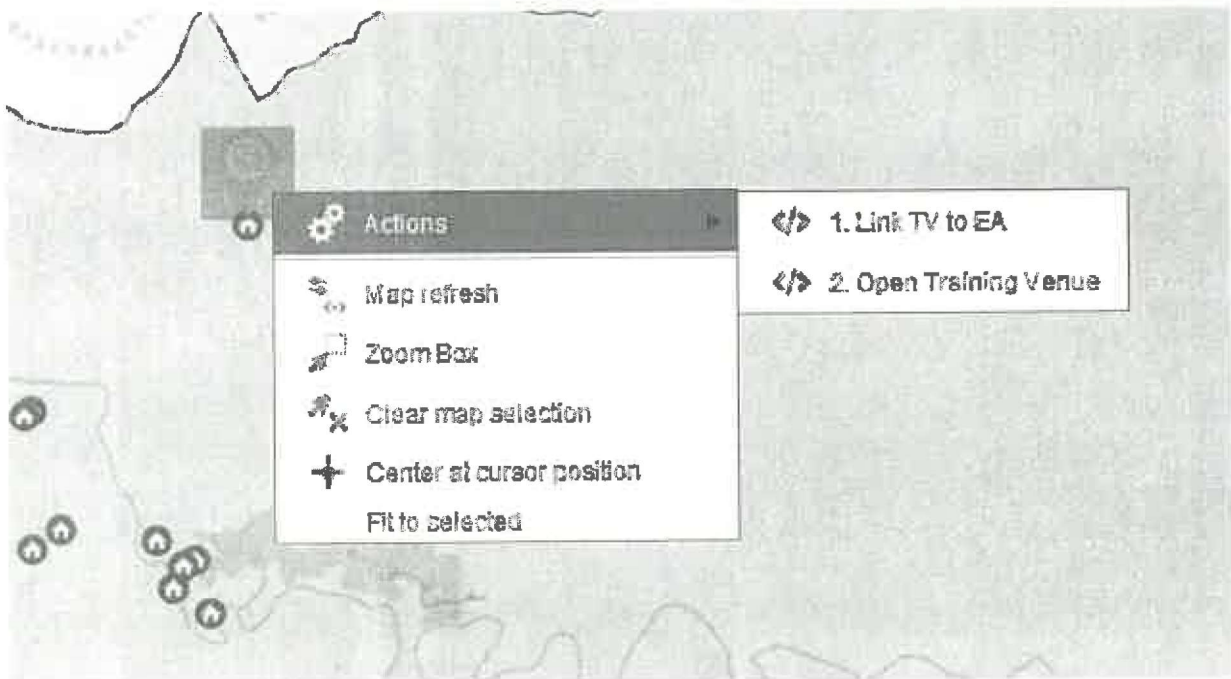 Actions
1. Link TV to EA
2. Open Training Venue
Map refresh
Zoom Box
Clear map selection
Center at cursor position
Fit to selected